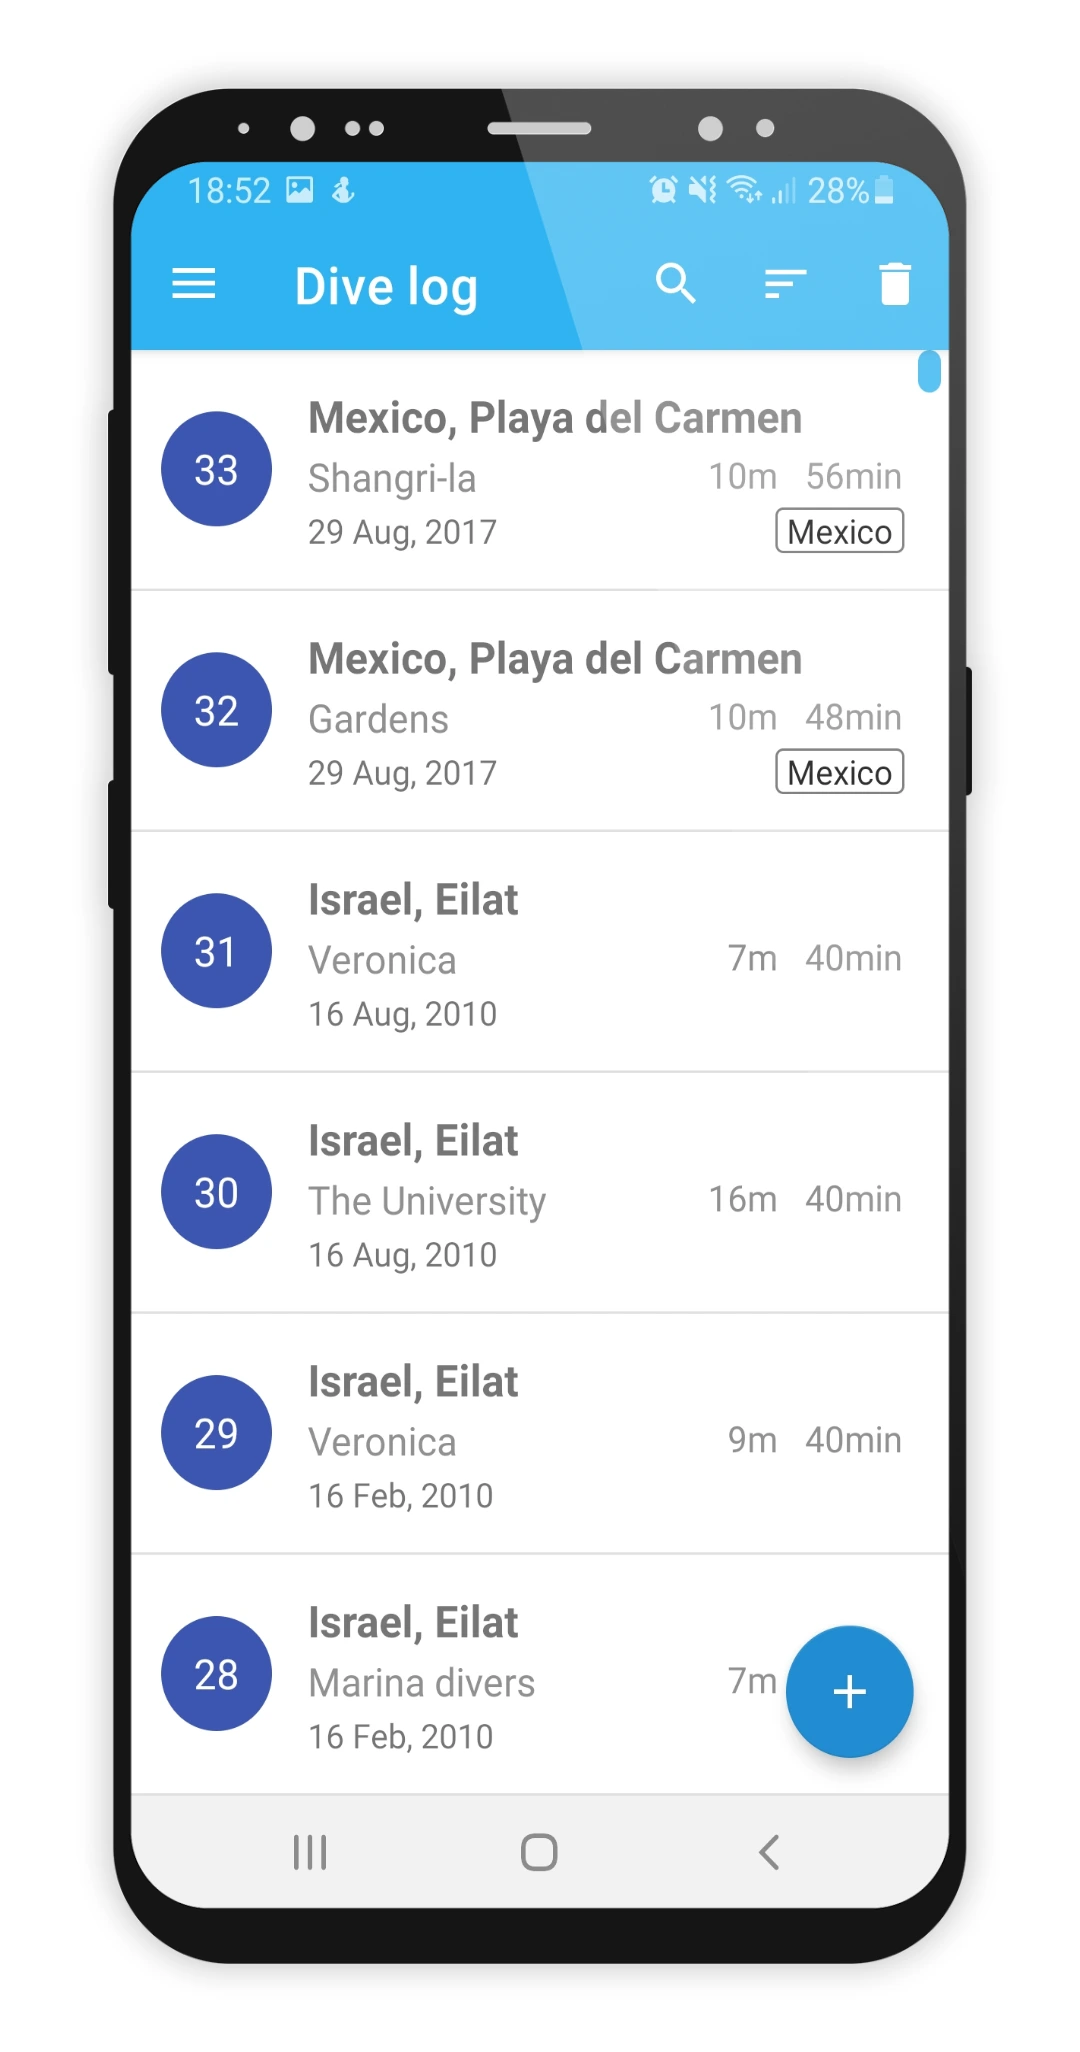 18:52 28%
Dive log
33 Mexico, Playa del Carmen
Shangri-la 10m 56min
29 Aug, 2017 Mexico
32 Mexico, Playa del Carmen
Gardens 10m 48min
29 Aug, 2017 Mexico
31 Israel, Eilat
Veronica 7m 40min
16 Aug, 2010
30 Israel, Eilat
The University 16m 40min
16 Aug, 2010
29 Israel, Eilat
Veronica 9m 40min
16 Feb, 2010
28 Israel, Eilat
Marina divers 7m
16 Feb, 2010